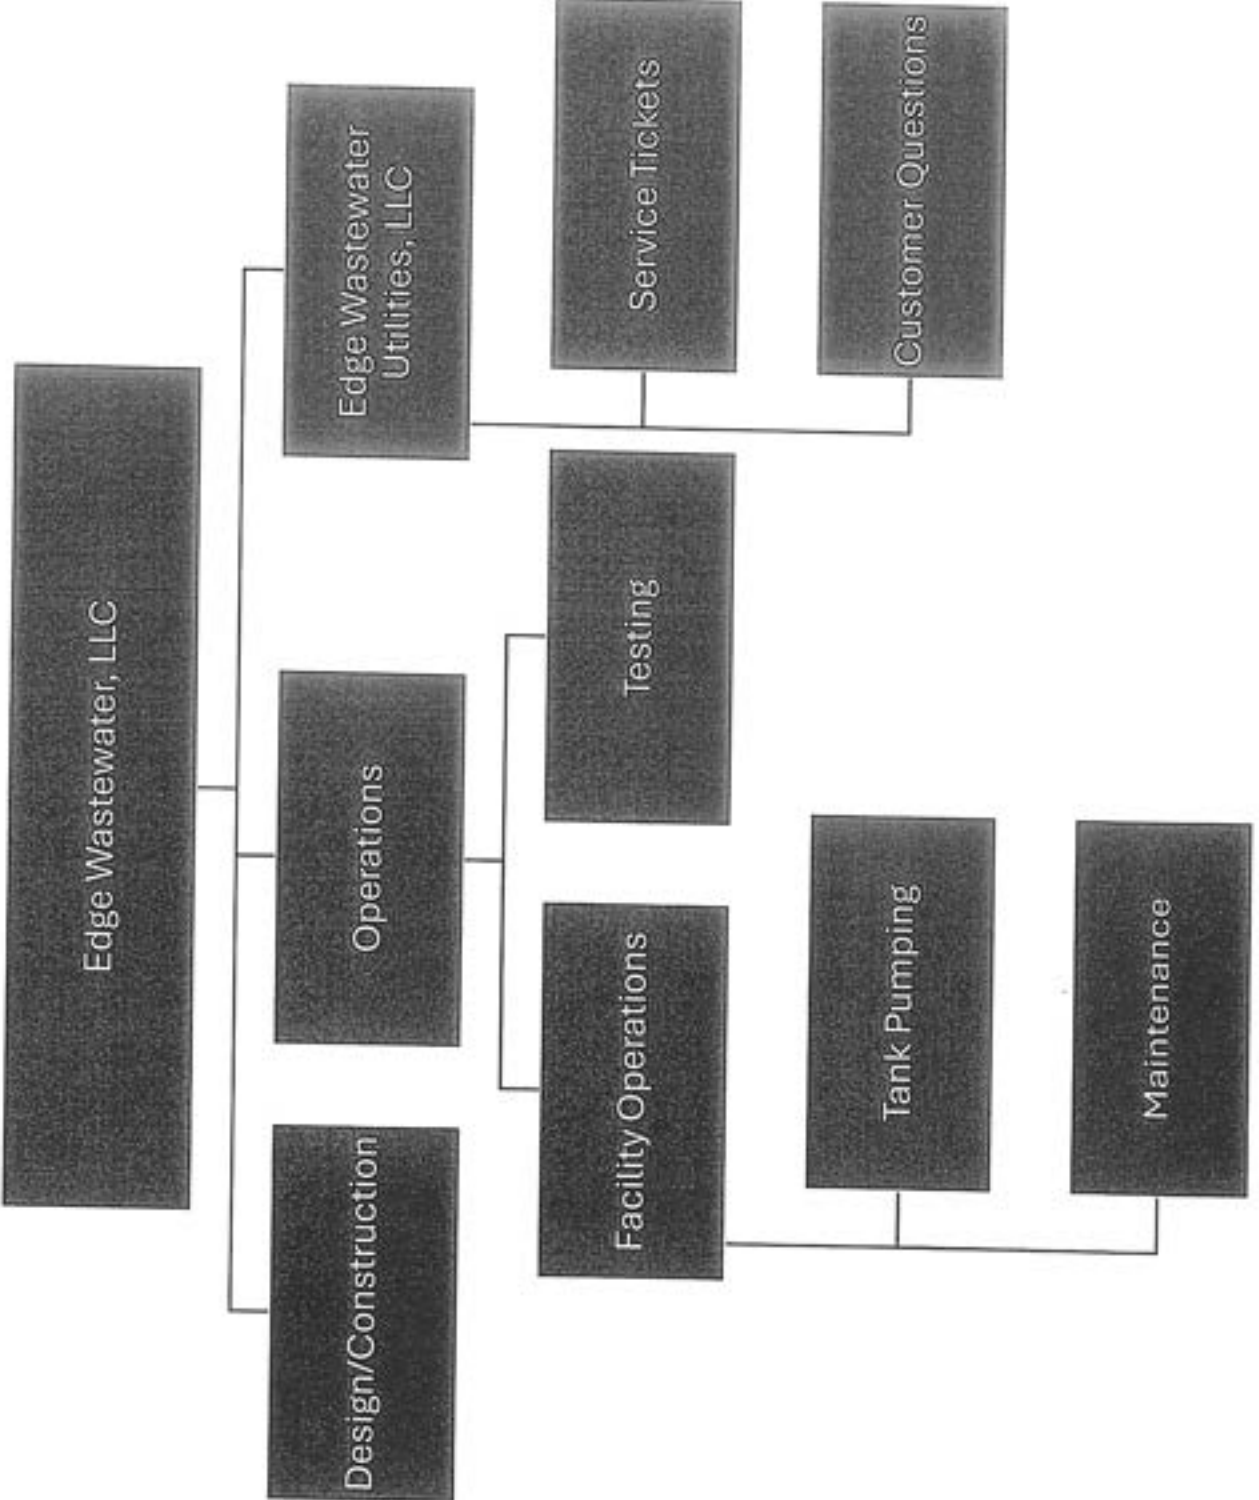 Edge Wastewater, LLC
Design/Construction
Operations
Edge Wastewater
Utilities, LLC
Facility Operations
Testing
Service Tickets
Tank Pumping
Customer Questions
Maintenance